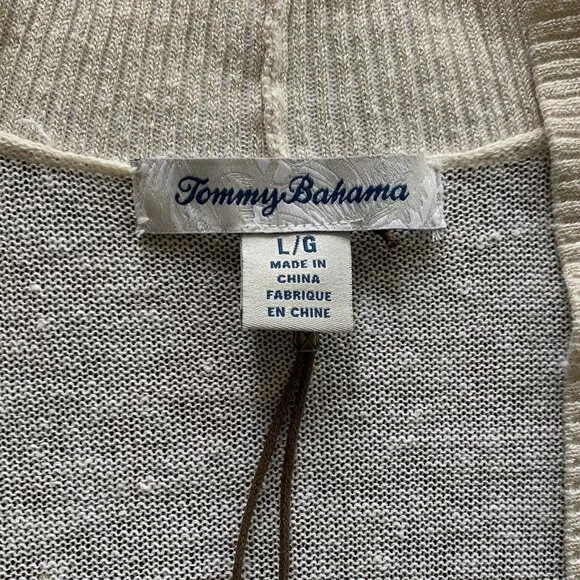 Tommy Bahama
L/G
MADE IN
CHINA
FABRIQUE
EN CHINE